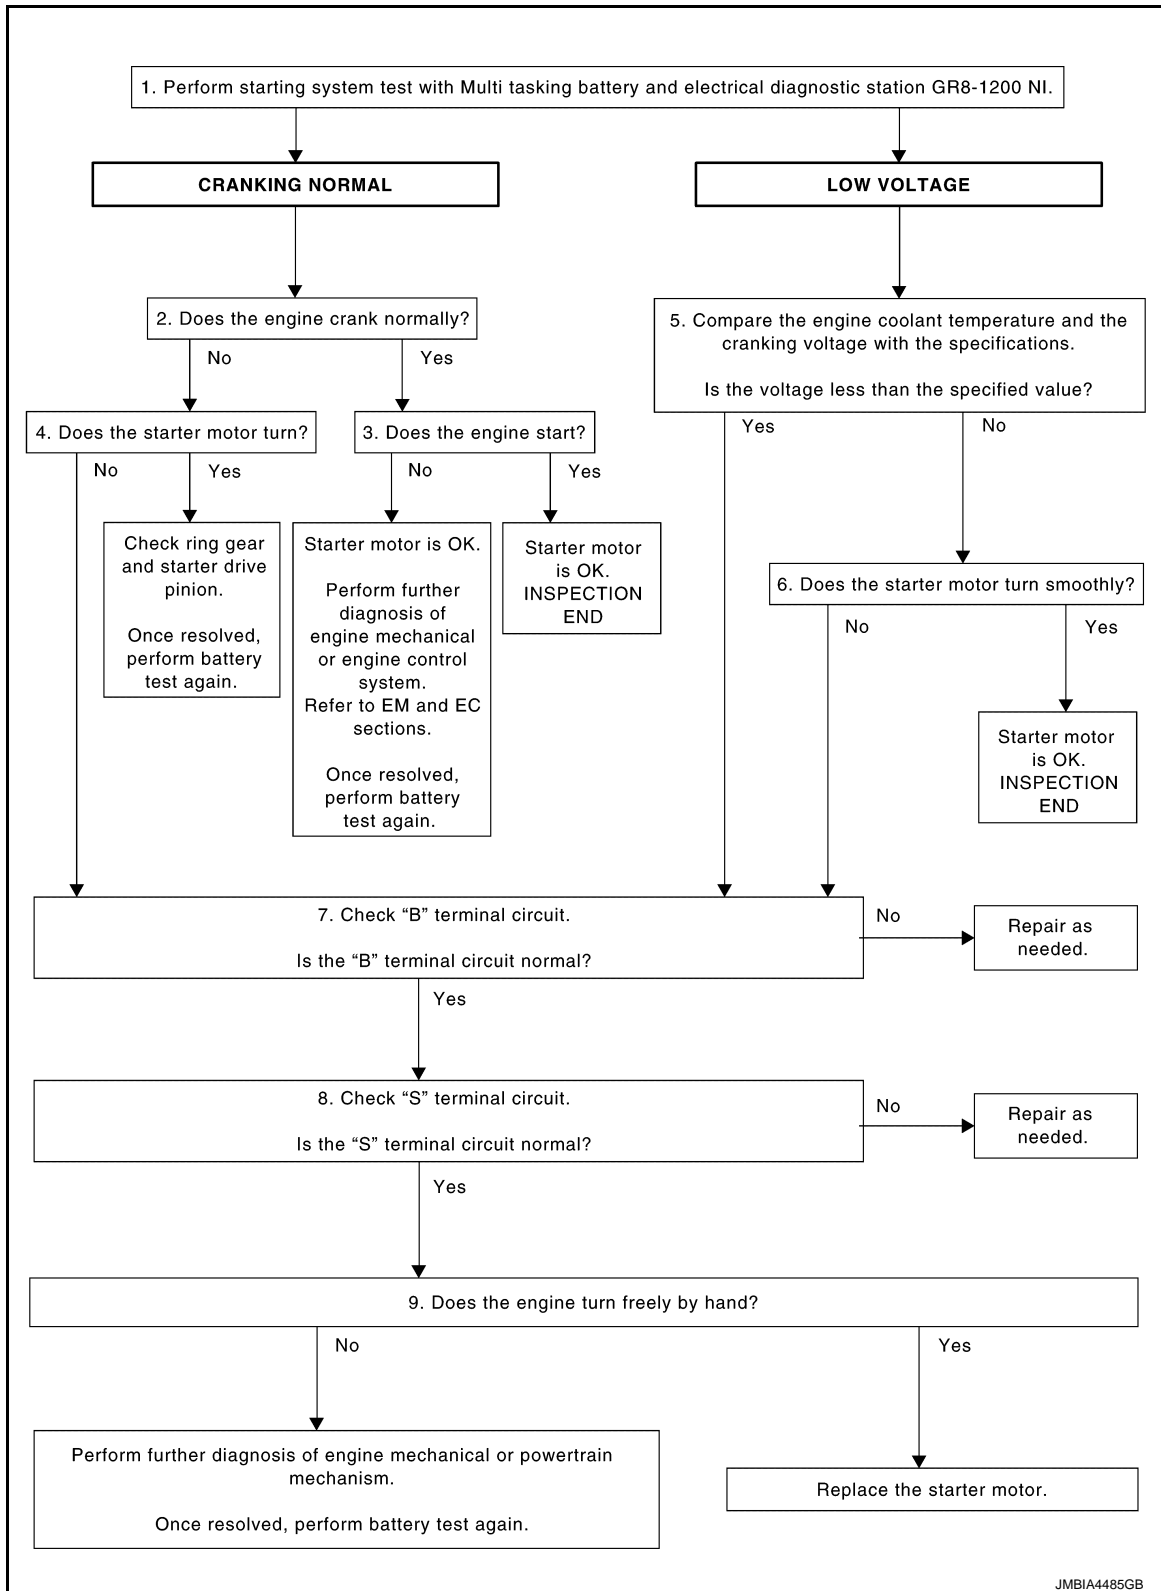 1. Perform starting system test with Multi tasking battery and electrical diagnostic station GR8-1200 NI.
CRANKING NORMAL
LOW VOLTAGE
2. Does the engine crank normally?
No
Yes
5. Compare the engine coolant temperature and the
cranking voltage with the specifications.
Is the voltage less than the specified value?
Yes
No
4. Does the starter motor turn?
No
Yes
3. Does the engine start?
No
Yes
Check ring gear
and starter drive
pinion.
Once resolved,
perform battery
test again.
Starter motor is OK.
Perform further
diagnosis of
engine mechanical
or engine control
system.
Refer to EM and EC
sections.
Once resolved,
perform battery
test again.
Starter motor
is OK.
INSPECTION
END
6. Does the starter motor turn smoothly?
No
Yes
Starter motor
is OK.
INSPECTION
END
7. Check “B” terminal circuit.
Is the “B” terminal circuit normal?
No
Repair as
needed.
Yes
8. Check “S” terminal circuit.
Is the “S” terminal circuit normal?
No
Repair as
needed.
Yes
9. Does the engine turn freely by hand?
No
Yes
Perform further diagnosis of engine mechanical or powertrain
mechanism.
Once resolved, perform battery test again.
Replace the starter motor.
JMBIA4485GB